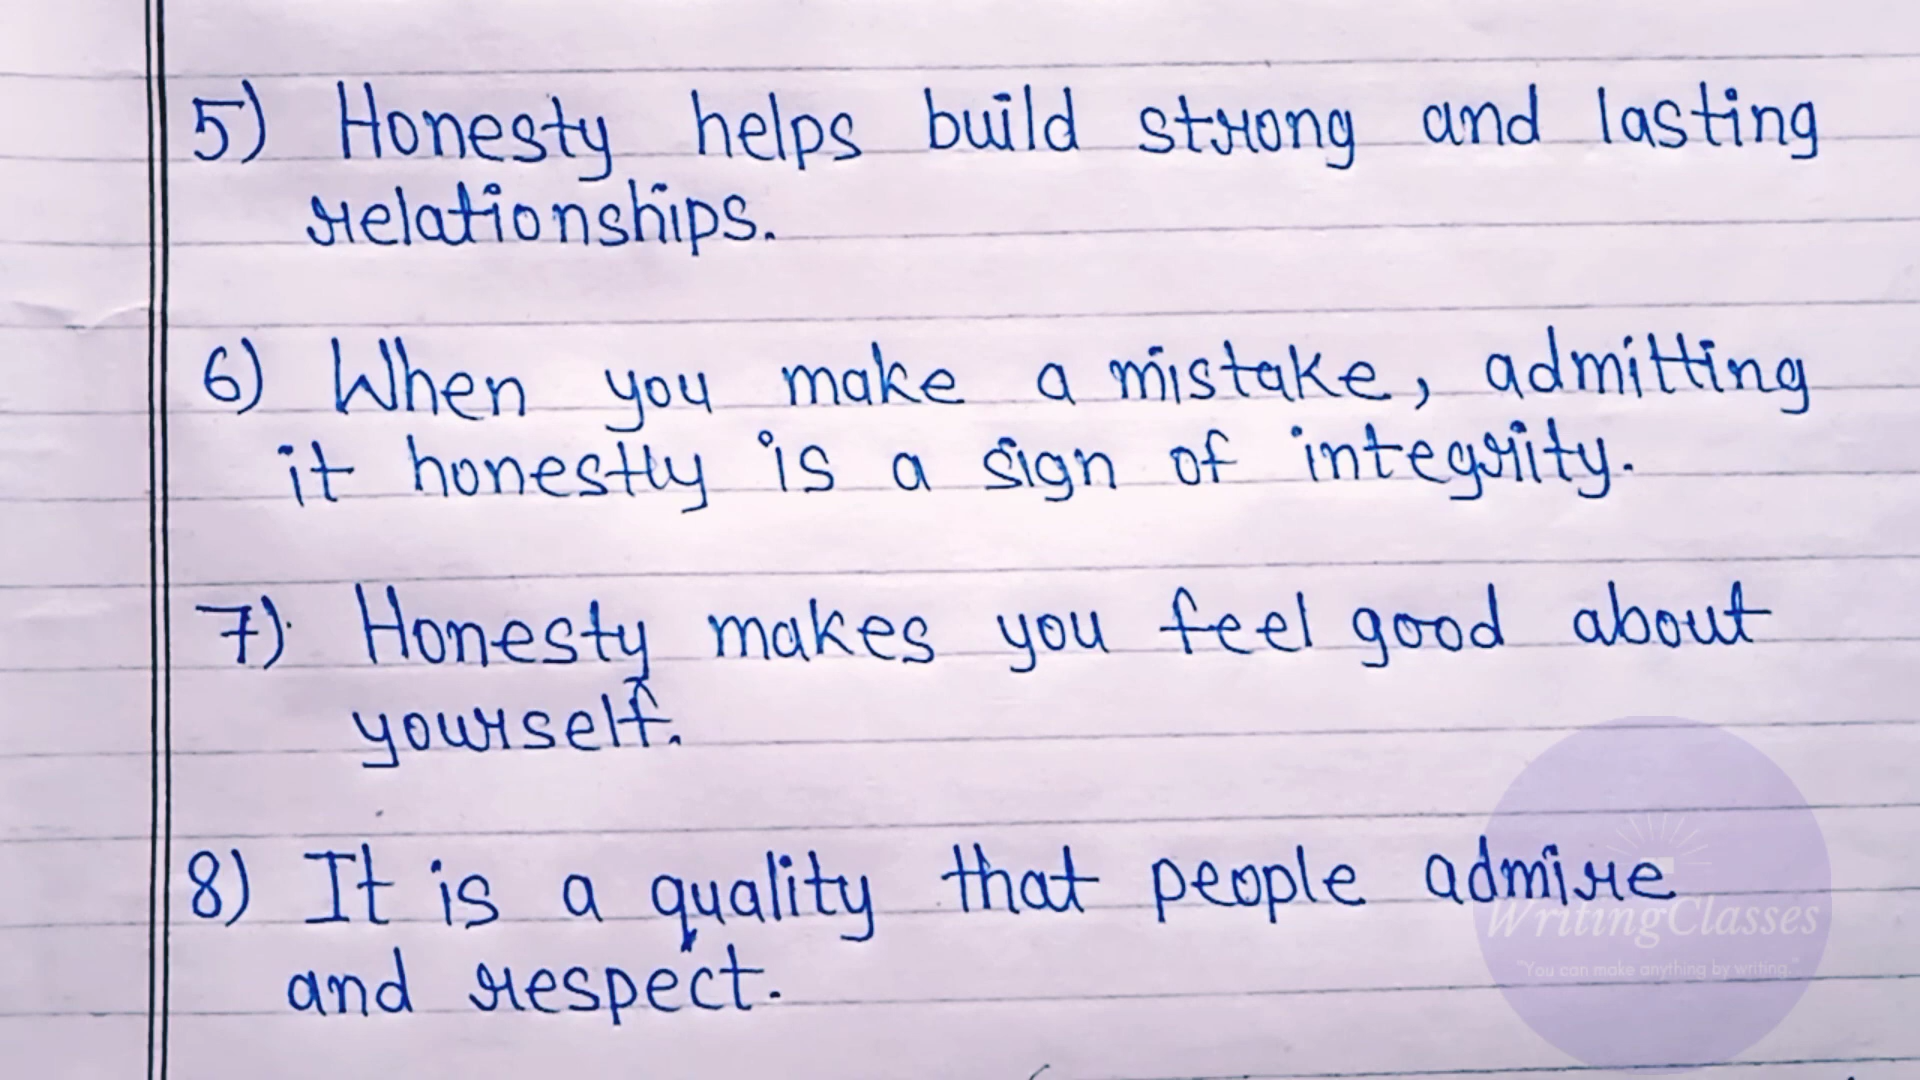 5) Honesty helps build strong and lasting
relationships.
6) When you make a mistake, admitting
it honestly is a sign of integrity.
7). Honesty makes you feel good about
yourself.
8) It is a quality that people admire
and respect.
WritingClasses
"You can make anything by writing."